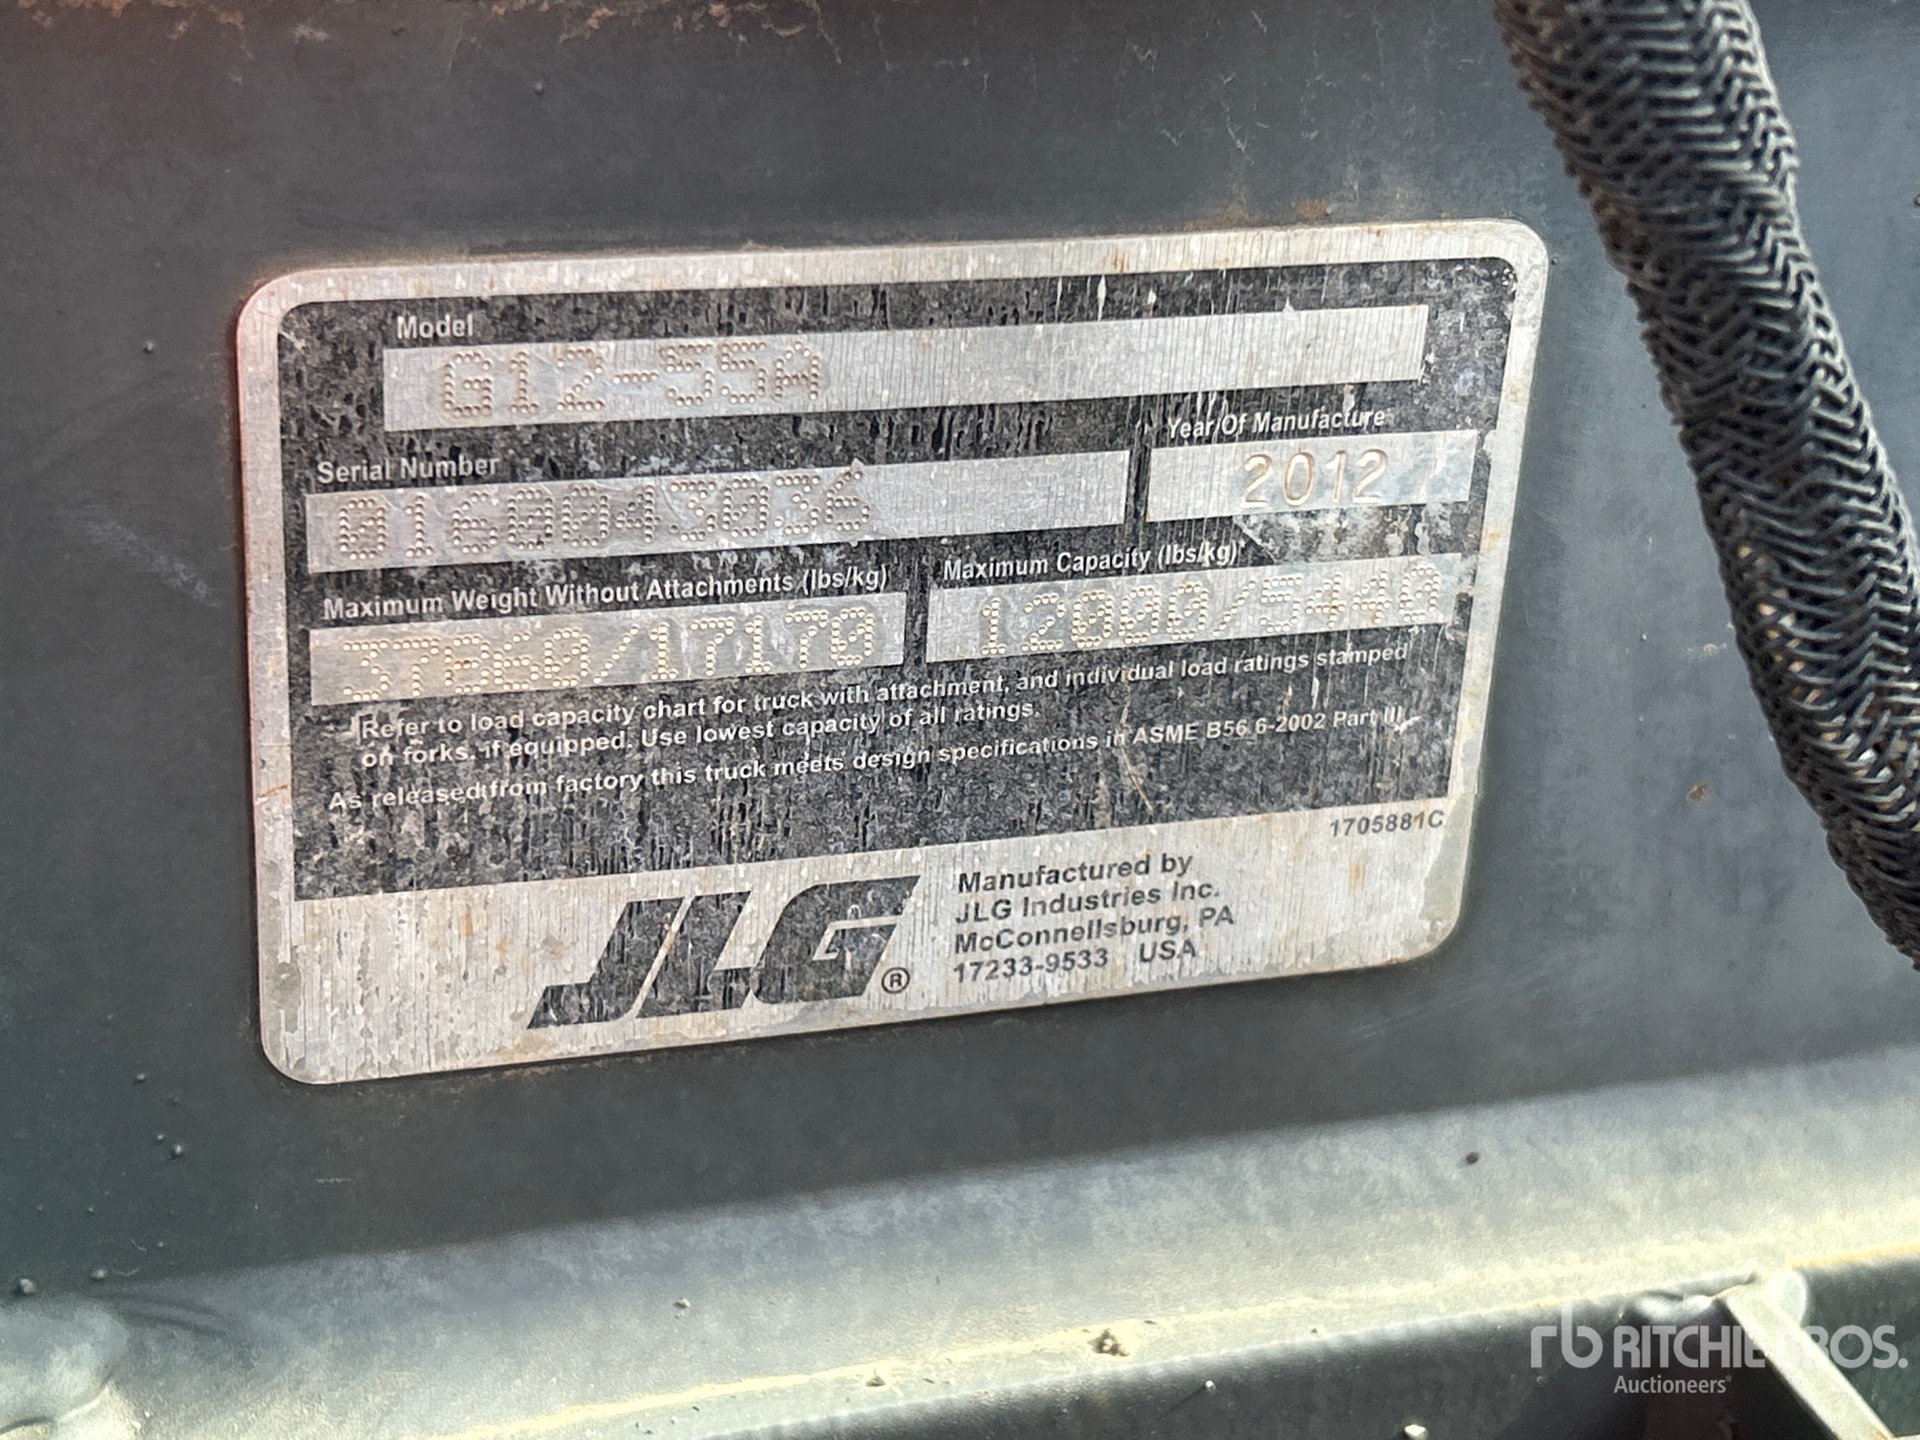 Model
G12-55A
Serial Number
0160043036
Year Of Manufacture
2012
Maximum Weight Without Attachments (lbs/kg)
37860/17170
Maximum Capacity (lbs/kg)*
12000/5440
Refer to load capacity chart for truck with attachment, and individual load ratings stamped
on forks, if equipped. Use lowest capacity of all ratings.
As released from factory this truck meets design specifications in ASME B56.6-2002 Part III
1705881C
JLG®
Manufactured by
JLG Industries Inc.
McConnellsburg, PA
17233-9533 USA
rb RITCHIE BROS.
Auctioneers®